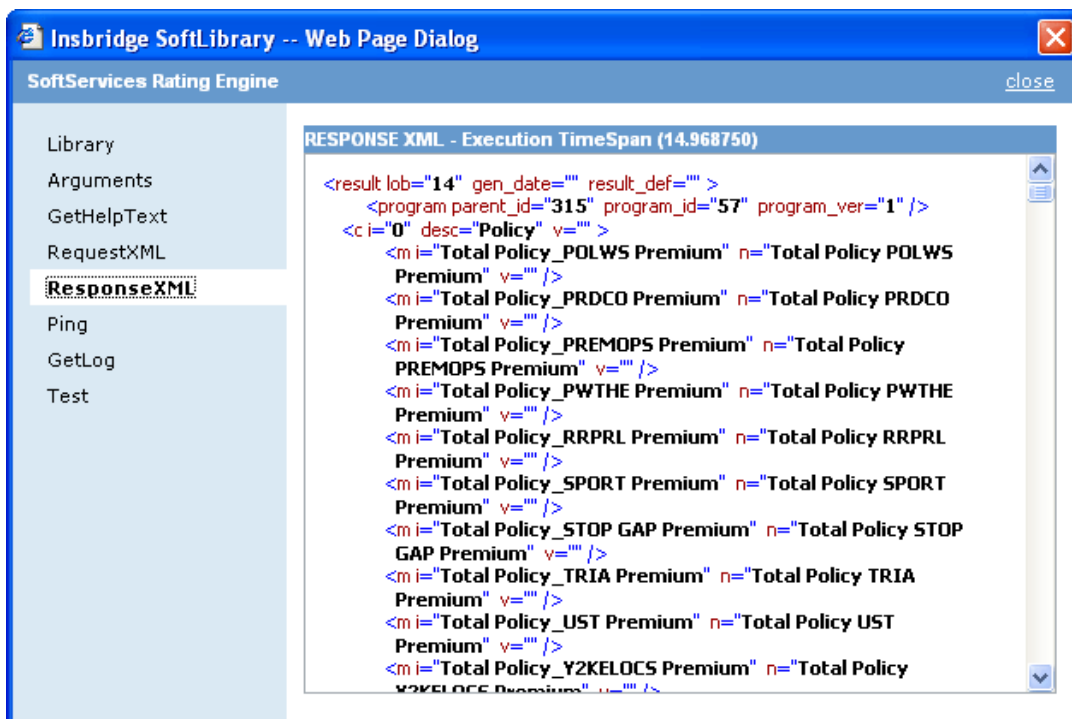 Insbridge SoftLibrary -- Web Page Dialog
SoftServices Rating Engine
close
Library
Arguments
GetHelpText
RequestXML
ResponseXML
Ping
GetLog
Test
RESPONSE XML - Execution TimeSpan (14.968750)
<result lob="14" gen_date="" result_def="" >
<program parent_id="315" program_id="57" program_ver="1" />
<c i="0" desc="Policy" v="" >
<m i="Total Policy_POLWS Premium" n="Total Policy POLWS
Premium" v="" />
<m i="Total Policy_PRDCO Premium" n="Total Policy PRDCO
Premium" v="" />
<m i="Total Policy_PREMOPS Premium" n="Total Policy
PREMOPS Premium" v="" />
<m i="Total Policy_PWTHE Premium" n="Total Policy PWTHE
Premium" v="" />
<m i="Total Policy_RRPRL Premium" n="Total Policy RRPRL
Premium" v="" />
<m i="Total Policy_SPORT Premium" n="Total Policy SPORT
Premium" v="" />
<m i="Total Policy_STOP GAP Premium" n="Total Policy STOP
GAP Premium" v="" />
<m i="Total Policy_TRIA Premium" n="Total Policy TRIA
Premium" v="" />
<m i="Total Policy_UST Premium" n="Total Policy UST
Premium" v="" />
<m i="Total Policy_Y2KELOCS Premium" n="Total Policy
Y2KELOCS Premium" v="" />